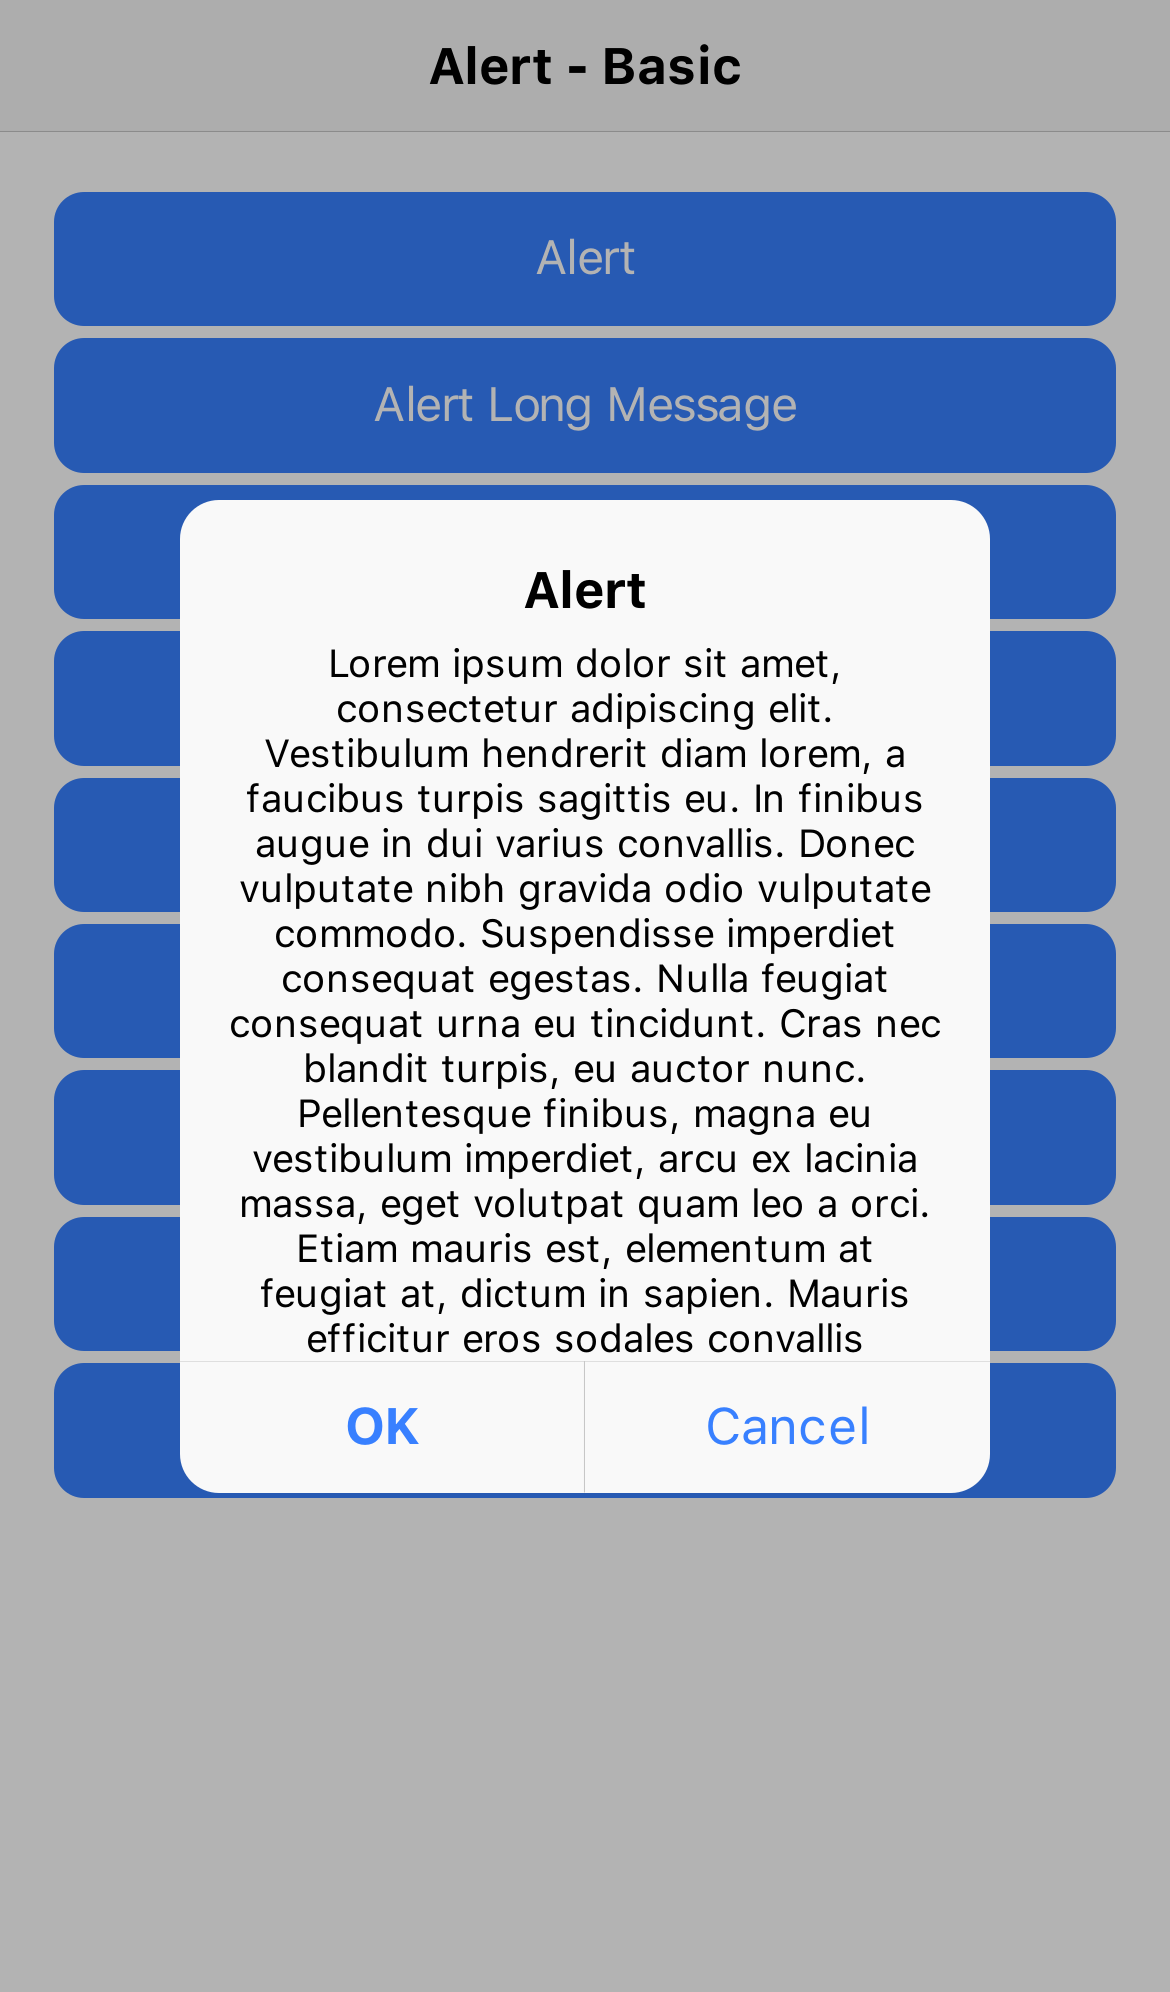 Alert - Basic
Alert
Alert Long Message
Alert
Lorem ipsum dolor sit amet,
consectetur adipiscing elit.
Vestibulum hendrerit diam lorem, a
faucibus turpis sagittis eu. In finibus
augue in dui varius convallis. Donec
vulputate nibh gravida odio vulputate
commodo. Suspendisse imperdiet
consequat egestas. Nulla feugiat
consequat urna eu tincidunt. Cras nec
blandit turpis, eu auctor nunc.
Pellentesque finibus, magna eu
vestibulum imperdiet, arcu ex lacinia
massa, eget volutpat quam leo a orci.
Etiam mauris est, elementum at
feugiat at, dictum in sapien. Mauris
efficitur eros sodales convallis
OK
Cancel